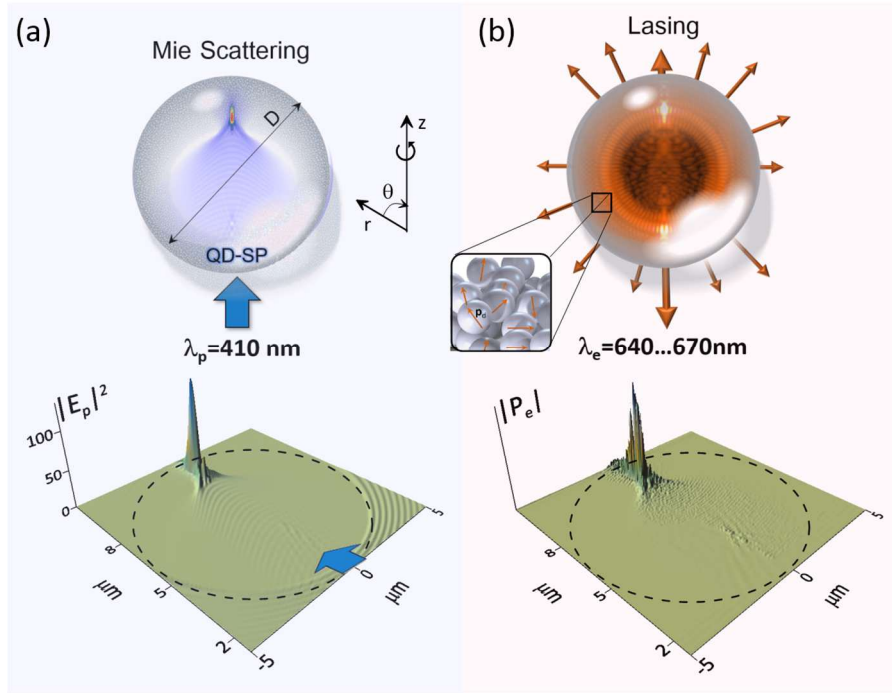 (a)
Mie Scattering
D
z
θ
r
QD-SP
λp=410 nm
|Ep|²
100
50
0
8
5
2
μm
-5
0
5
μm
(b)
Lasing
pd
λe=640...670nm
|Pe|
8
5
2
μm
-5
0
5
μm